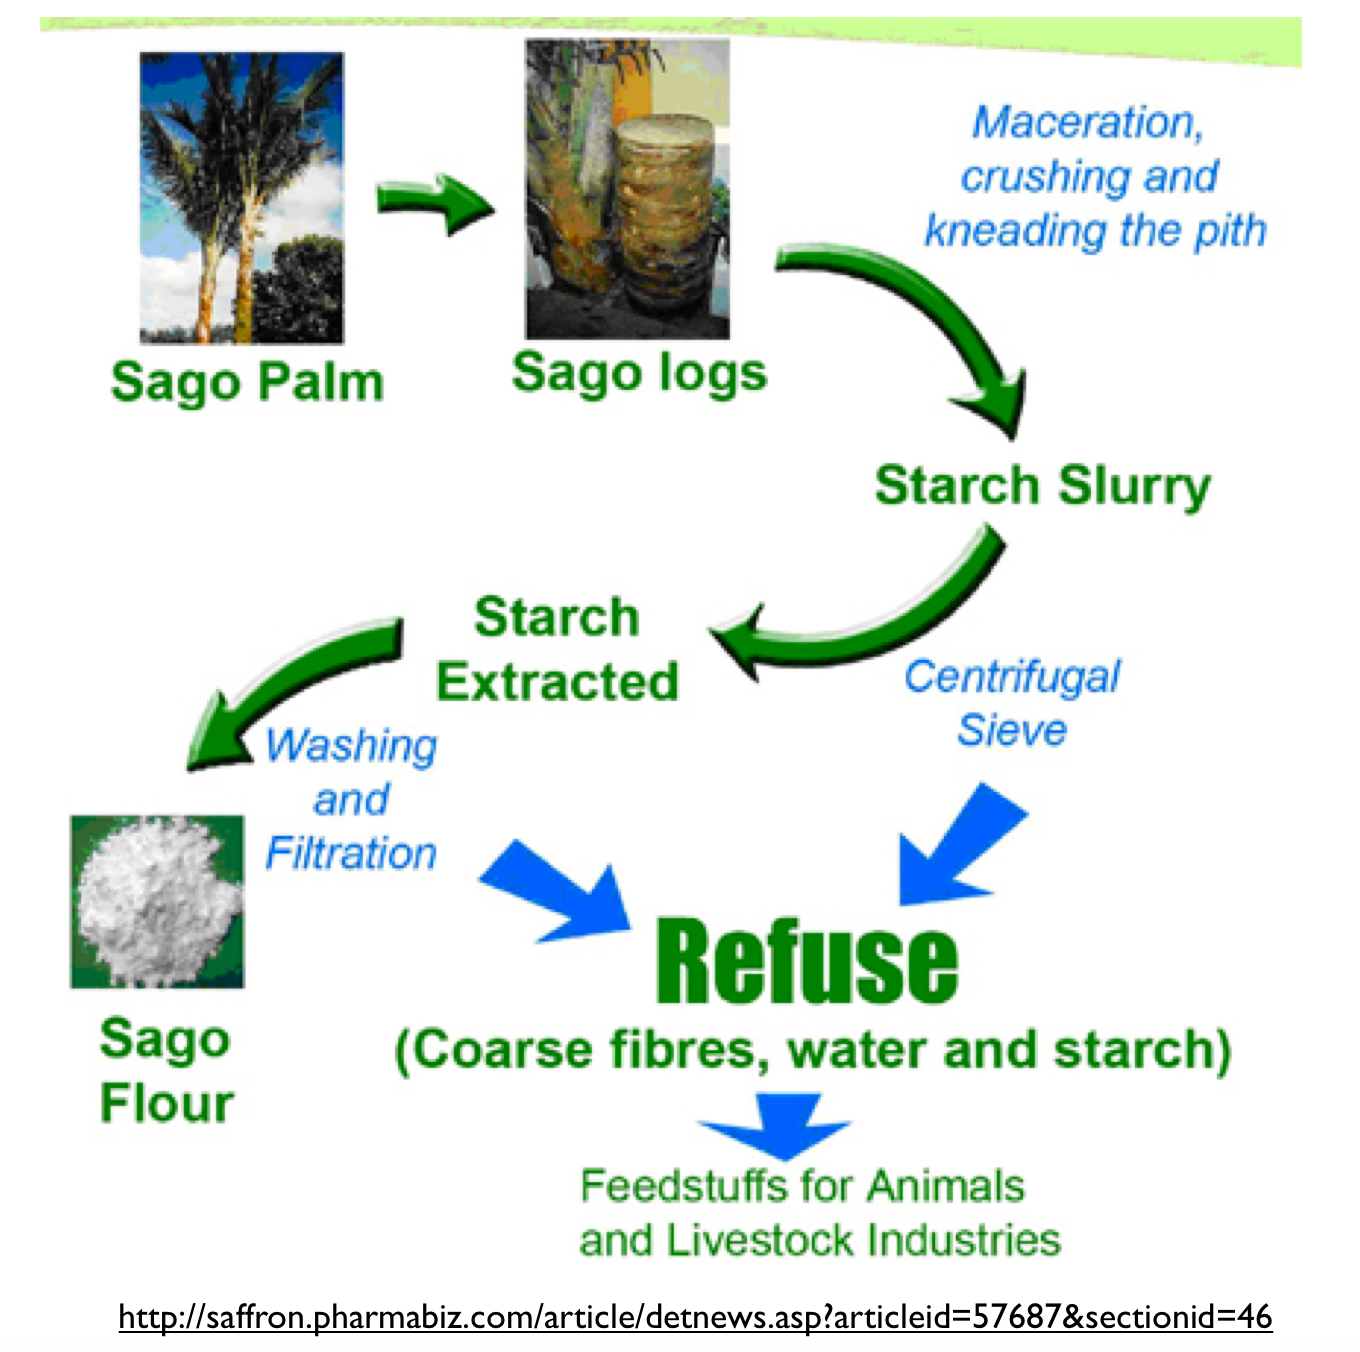 Sago Palm
Sago logs
Maceration,
crushing and
kneading the pith
Starch Slurry
Starch
Extracted
Centrifugal
Sieve
Washing
and
Filtration
Sago
Flour
Refuse
(Coarse fibres, water and starch)
Feedstuffs for Animals
and Livestock Industries
http://saffron.pharmabiz.com/article/detnews.asp?articleid=57687&sectionid=46